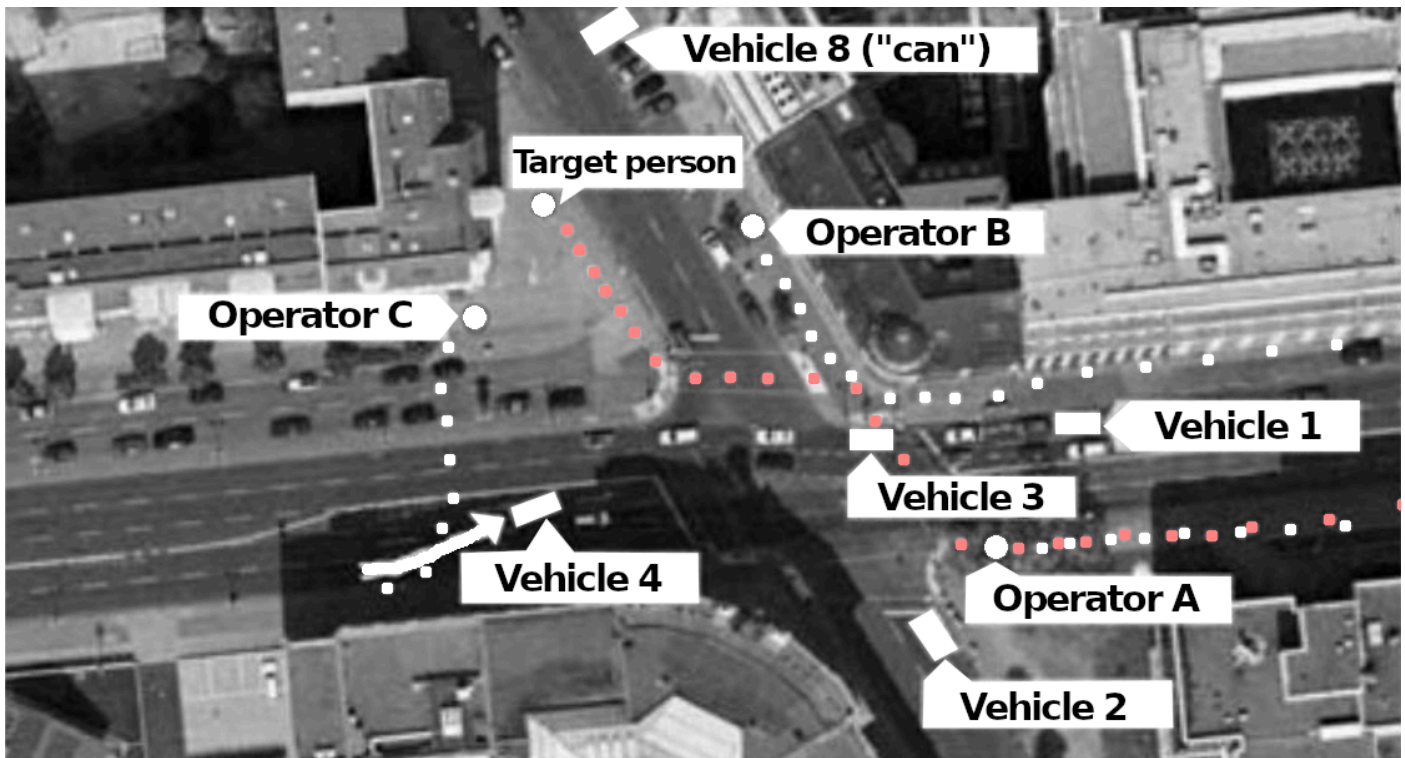 Vehicle 8 ("can")
Target person
Operator B
Operator C
Vehicle 1
Vehicle 3
Vehicle 4
Operator A
Vehicle 2